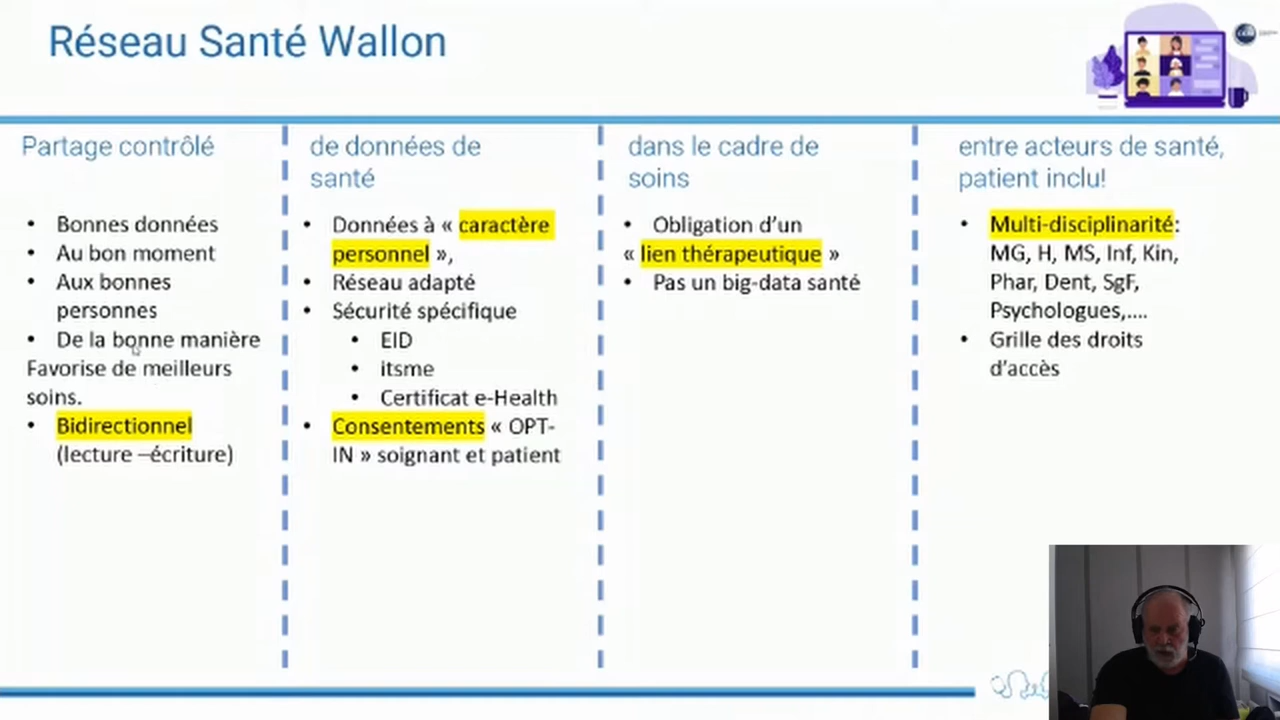 Réseau Santé Wallon
Partage contrôlé
• Bonnes données
• Au bon moment
• Aux bonnes
personnes
• De la bonne manière
Favorise de meilleurs
soins.
• Bidirectionnel
(lecture –écriture)
de données de
santé
• Données à « caractère
personnel »,
• Réseau adapté
• Sécurité spécifique
• EID
• itsme
• Certificat e-Health
• Consentements « OPT-
IN » soignant et patient
dans le cadre de
soins
• Obligation d’un
« lien thérapeutique »
• Pas un big-data santé
entre acteurs de santé,
patient inclu!
• Multi-disciplinarité:
MG, H, MS, Inf, Kin,
Phar, Dent, SgF,
Psychologues,....
• Grille des droits
d’accès